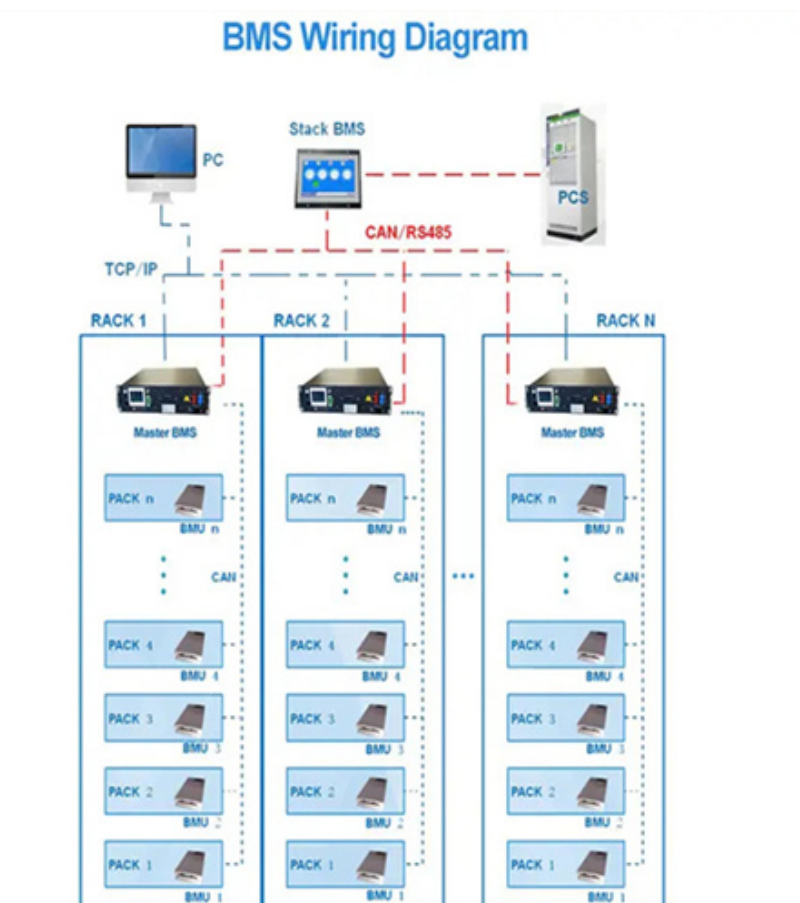 BMS Wiring Diagram
Stack BMS
PC
PCS
CAN/RS485
TCP/IP
RACK 1
RACK 2
RACK N
Master BMS
Master BMS
Master BMS
PACK n
PACK n
PACK n
BMU n
BMU n
BMU n
CAN
CAN
CAN
PACK 4
PACK 4
PACK 4
BMU 4
BMU 4
BMU 4
PACK 3
PACK 3
PACK 3
BMU 3
BMU 3
BMU 3
PACK 2
PACK 2
PACK 2
BMU 2
BMU 2
BMU 2
PACK 1
PACK 1
PACK 1
BMU 1
BMU 1
BMU 1